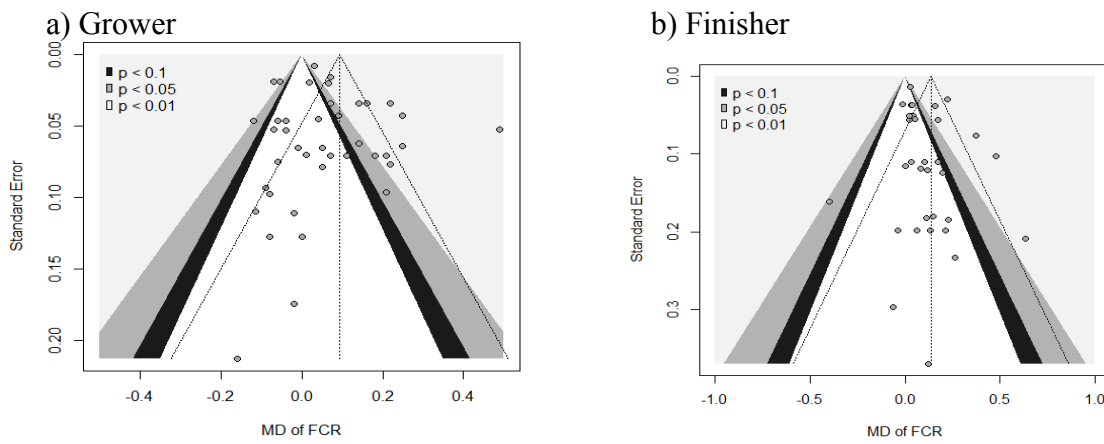 a) Grower
b) Finisher
p < 0.1
p < 0.05
p < 0.01
Standard Error
0.00
0.05
0.10
0.15
0.20
-0.4
-0.2
0.0
0.2
0.4
MD of FCR
p < 0.1
p < 0.05
p < 0.01
Standard Error
0.0
0.1
0.2
0.3
-1.0
-0.5
0.0
0.5
1.0
MD of FCR